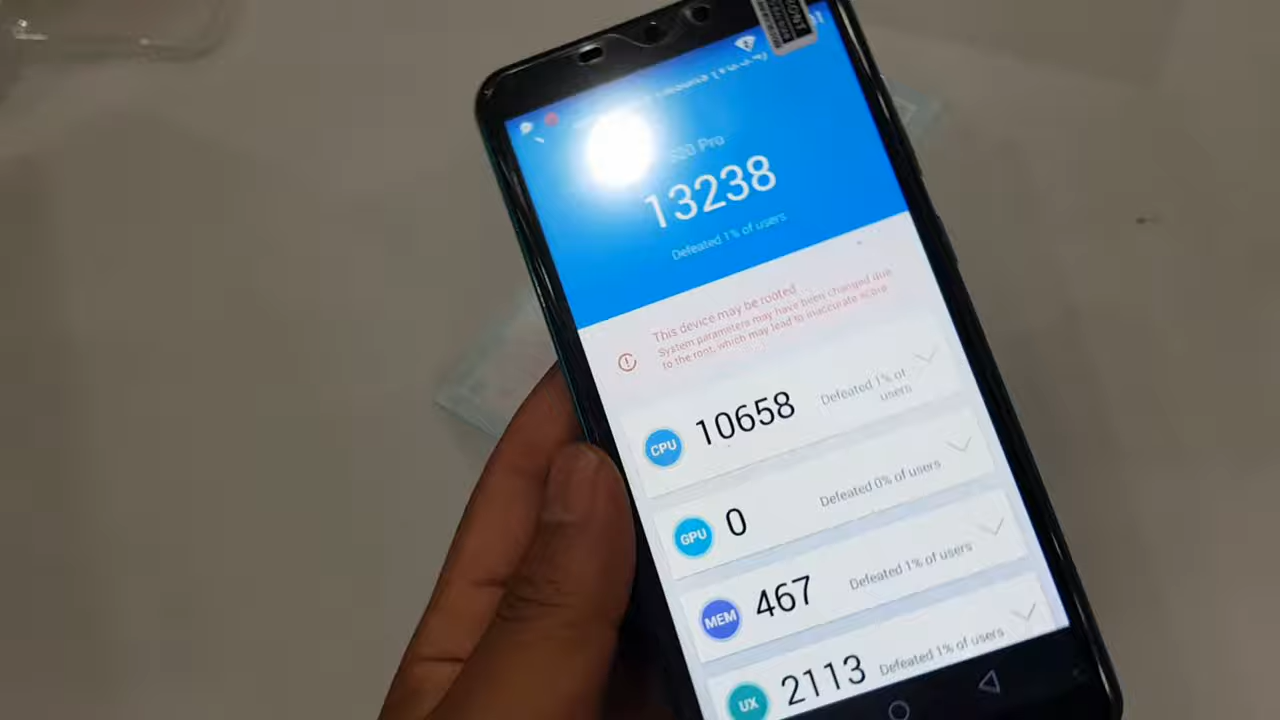 Pro
13238
Defeated 1% of users
This device may be rooted
System parameters may have been changed due
to the root, which may lead to inaccurate score
CPU
10658
Defeated 1% of
users
GPU
0
Defeated 0% of users
MEM
467
Defeated 1% of users
UX
2113
Defeated 1% of users